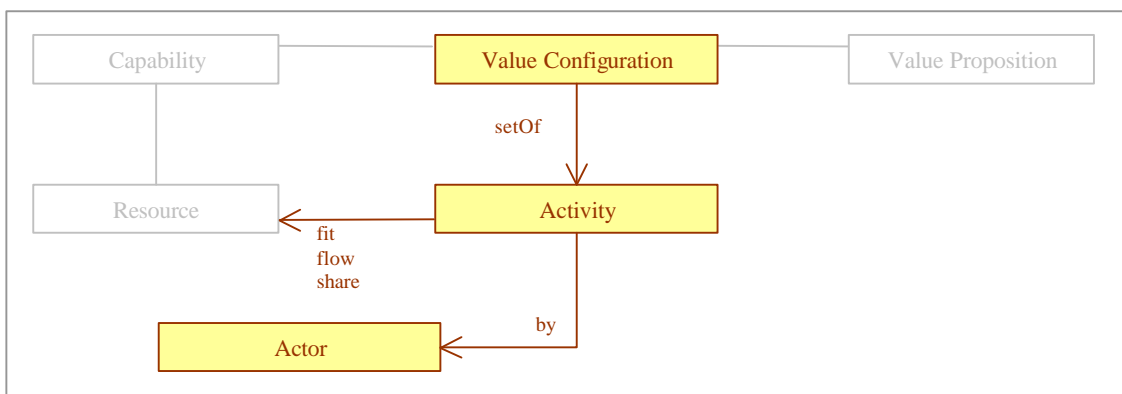 Capability
Value Configuration
Value Proposition
setOf
Resource
Activity
fit
flow
share
by
Actor